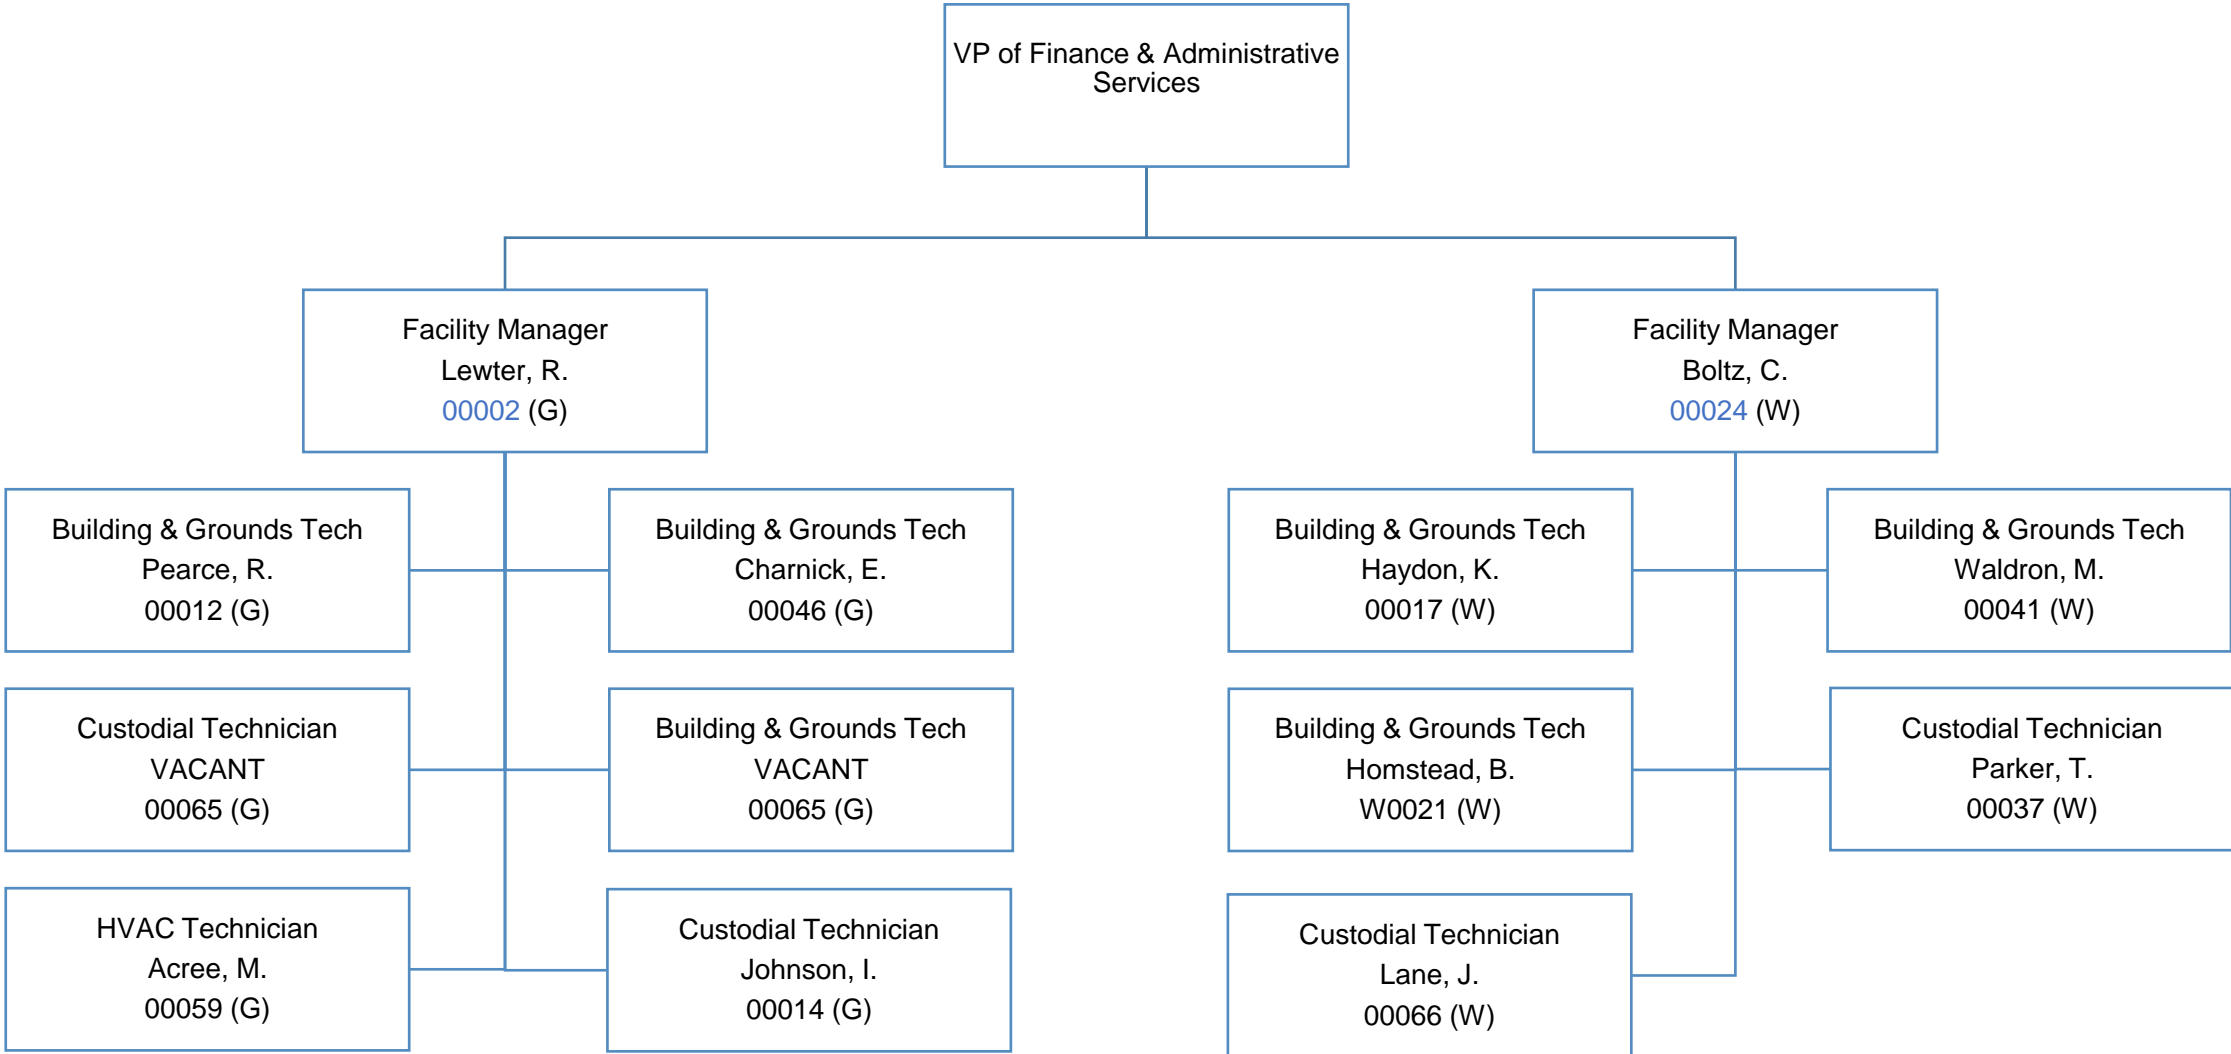 VP of Finance & Administrative
Services
Facility Manager
Lewter, R.
00002 (G)
Facility Manager
Boltz, C.
00024 (W)
Building & Grounds Tech
Pearce, R.
00012 (G)
Building & Grounds Tech
Charnick, E.
00046 (G)
Building & Grounds Tech
Haydon, K.
00017 (W)
Building & Grounds Tech
Waldron, M.
00041 (W)
Custodial Technician
VACANT
00065 (G)
Building & Grounds Tech
VACANT
00065 (G)
Building & Grounds Tech
Homstead, B.
W0021 (W)
Custodial Technician
Parker, T.
00037 (W)
HVAC Technician
Acree, M.
00059 (G)
Custodial Technician
Johnson, I.
00014 (G)
Custodial Technician
Lane, J.
00066 (W)